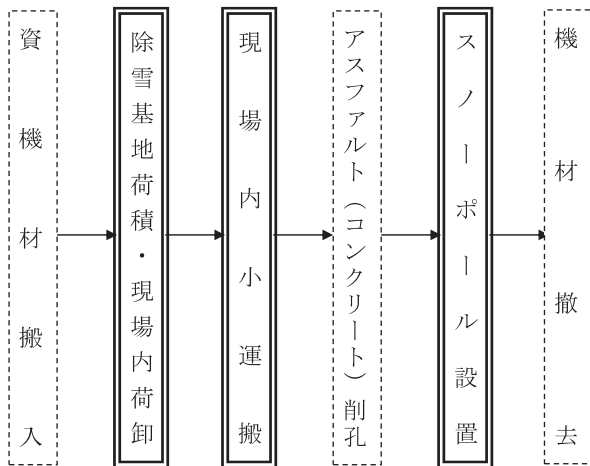 資機材搬入
除雪基地荷積・現場内荷卸
現場内小運搬
アスファルト（コンクリート）削孔
スノーポール設置
機材撤去